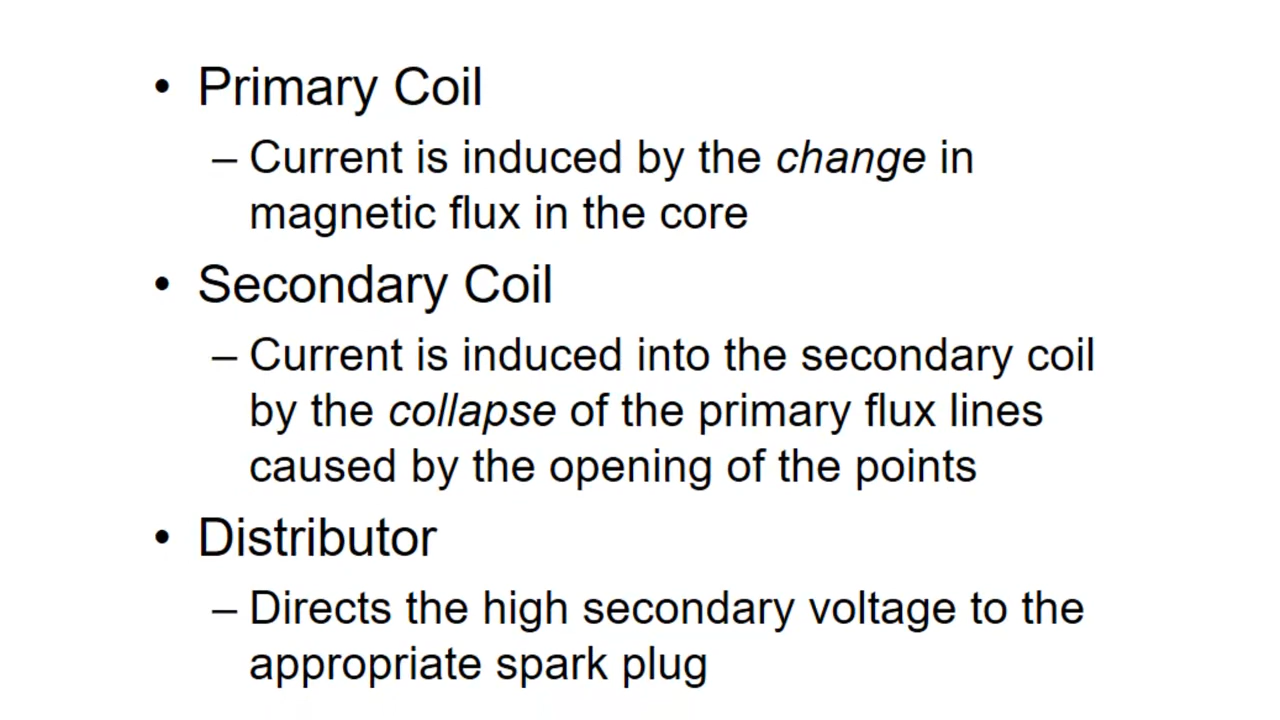 • Primary Coil
– Current is induced by the change in
magnetic flux in the core
• Secondary Coil
– Current is induced into the secondary coil
by the collapse of the primary flux lines
caused by the opening of the points
• Distributor
– Directs the high secondary voltage to the
appropriate spark plug